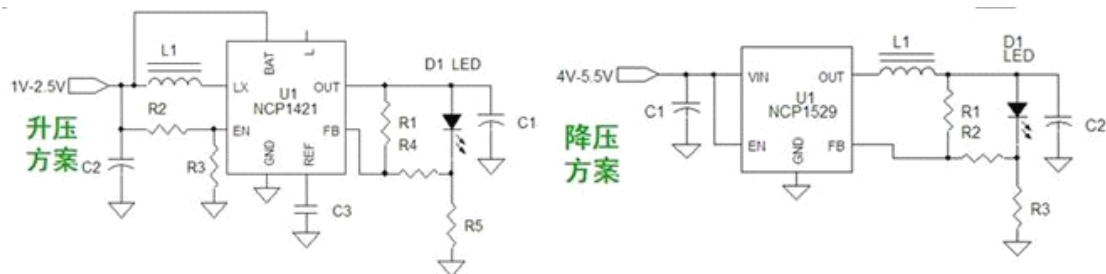 L1
1V-2.5V
升压
方案
C2
R2
R3
LX
BAT
L
EN
U1
NCP1421
OUT
FB
GND
REF
C3
D1 LED
R1
R4
C1
R5
4V-5.5V
降压
方案
C1
VIN
OUT
U1
NCP1529
EN
GND
FB
L1
D1
LED
R1
R2
C2
R3